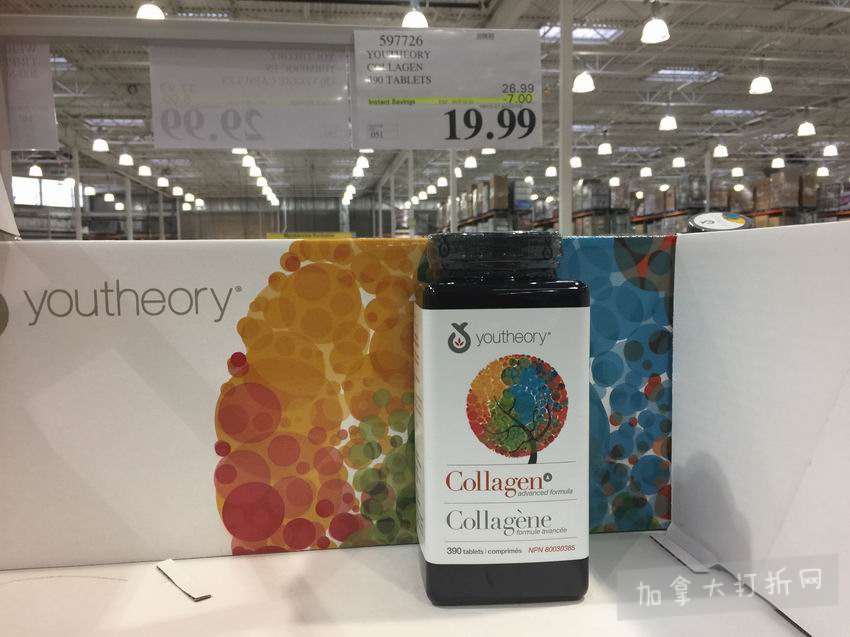 597726
YOUTHEORY
COLLAGEN
390 TABLETS
26.99
Instant Savings
-7.00
051
19.99
29.99
youtheory®
youtheory®
Collagen
advanced formula
Collagène
formule avancée
390 tablets | comprimés NPN 80030385
加拿大打折网